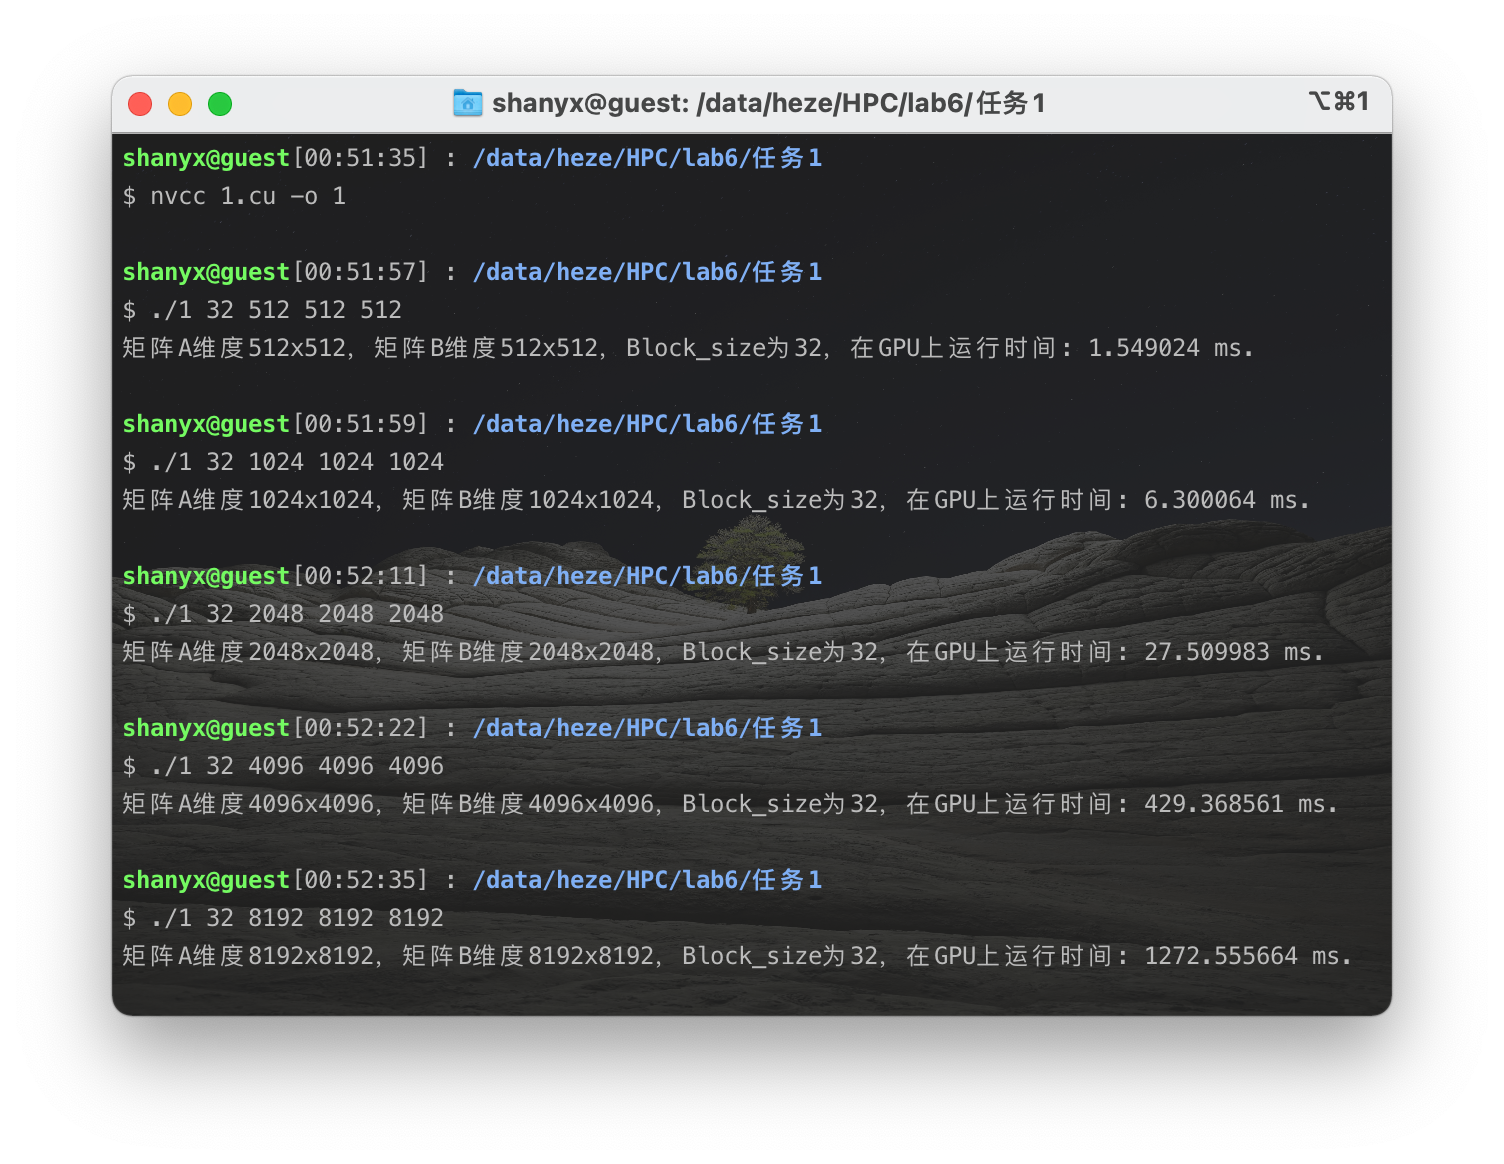 shanyx@guest: /data/heze/HPC/lab6/任务1 ⌥⌘1
shanyx@guest[00:51:35] : /data/heze/HPC/lab6/任务1
$ nvcc 1.cu -o 1
shanyx@guest[00:51:57] : /data/heze/HPC/lab6/任务1
$ ./1 32 512 512 512
矩阵A维度512x512, 矩阵B维度512x512, Block_size为32, 在GPU上运行时间: 1.549024 ms.
shanyx@guest[00:51:59] : /data/heze/HPC/lab6/任务1
$ ./1 32 1024 1024 1024
矩阵A维度1024x1024, 矩阵B维度1024x1024, Block_size为32, 在GPU上运行时间: 6.300064 ms.
shanyx@guest[00:52:11] : /data/heze/HPC/lab6/任务1
$ ./1 32 2048 2048 2048
矩阵A维度2048x2048, 矩阵B维度2048x2048, Block_size为32, 在GPU上运行时间: 27.509983 ms.
shanyx@guest[00:52:22] : /data/heze/HPC/lab6/任务1
$ ./1 32 4096 4096 4096
矩阵A维度4096x4096, 矩阵B维度4096x4096, Block_size为32, 在GPU上运行时间: 429.368561 ms.
shanyx@guest[00:52:35] : /data/heze/HPC/lab6/任务1
$ ./1 32 8192 8192 8192
矩阵A维度8192x8192, 矩阵B维度8192x8192, Block_size为32, 在GPU上运行时间: 1272.555664 ms.